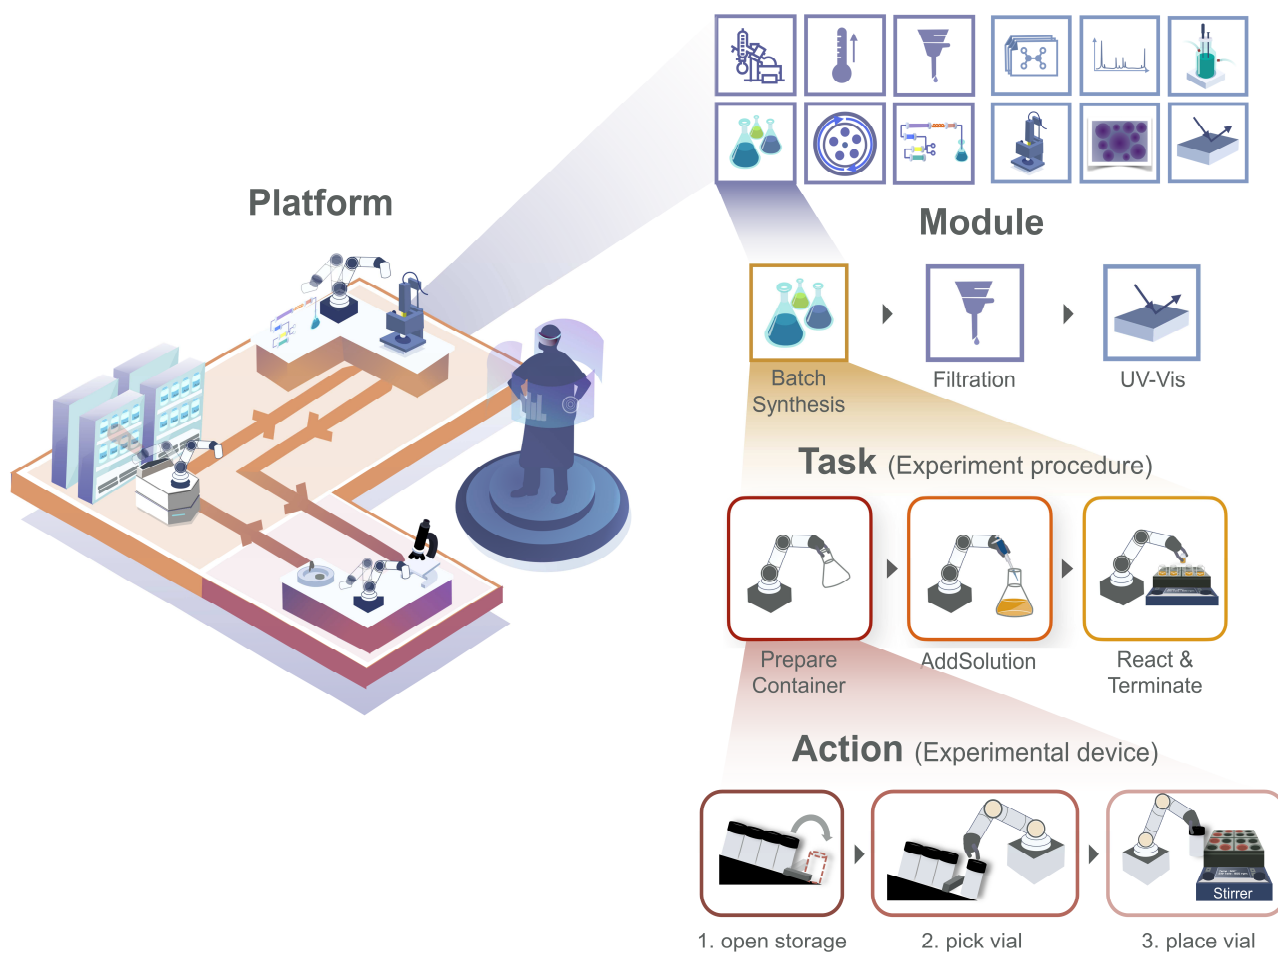 Platform
Module
Batch
Synthesis
Filtration
UV-Vis
Task (Experiment procedure)
Prepare
Container
AddSolution
React &
Terminate
Action (Experimental device)
Stirrer
1. open storage
2. pick vial
3. place vial